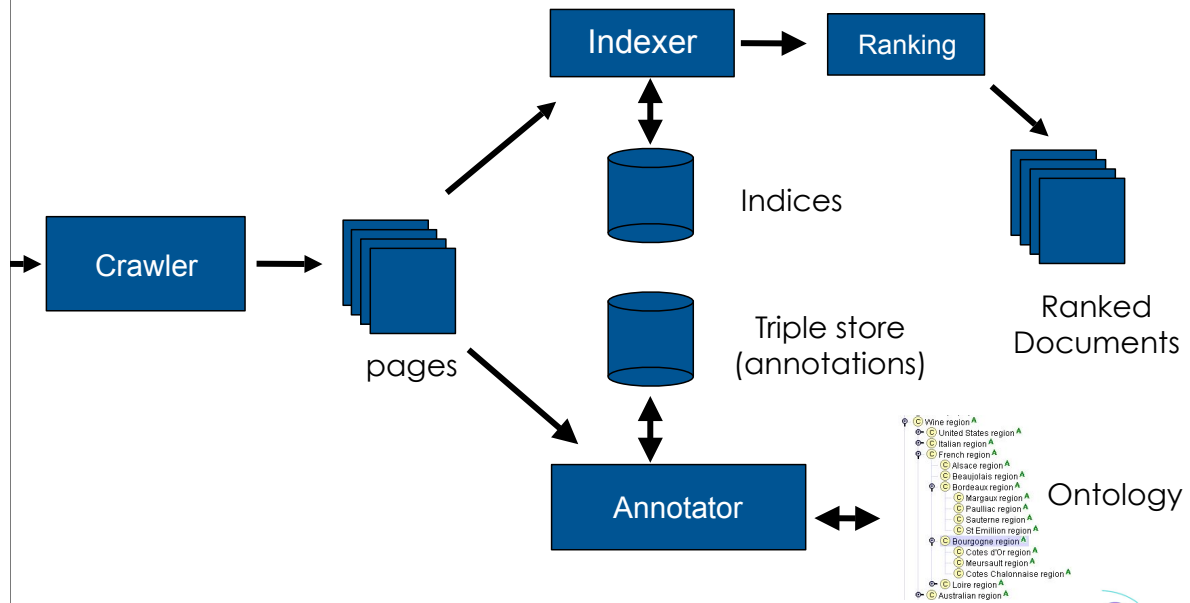 Indexer
Ranking
Indices
Crawler
pages
Ranked
Documents
Triple store
(annotations)
Annotator
Ontology
Wine region
United States region
Italian region
French region
Alsace region
Beaujolais region
Bordeaux region
Margaux region
Paulliac region
Sauterne region
St Emillion region
Bourgogne region
Cotes d'Or region
Meursault region
Cotes Chalonnaise region
Loire region
Australian region